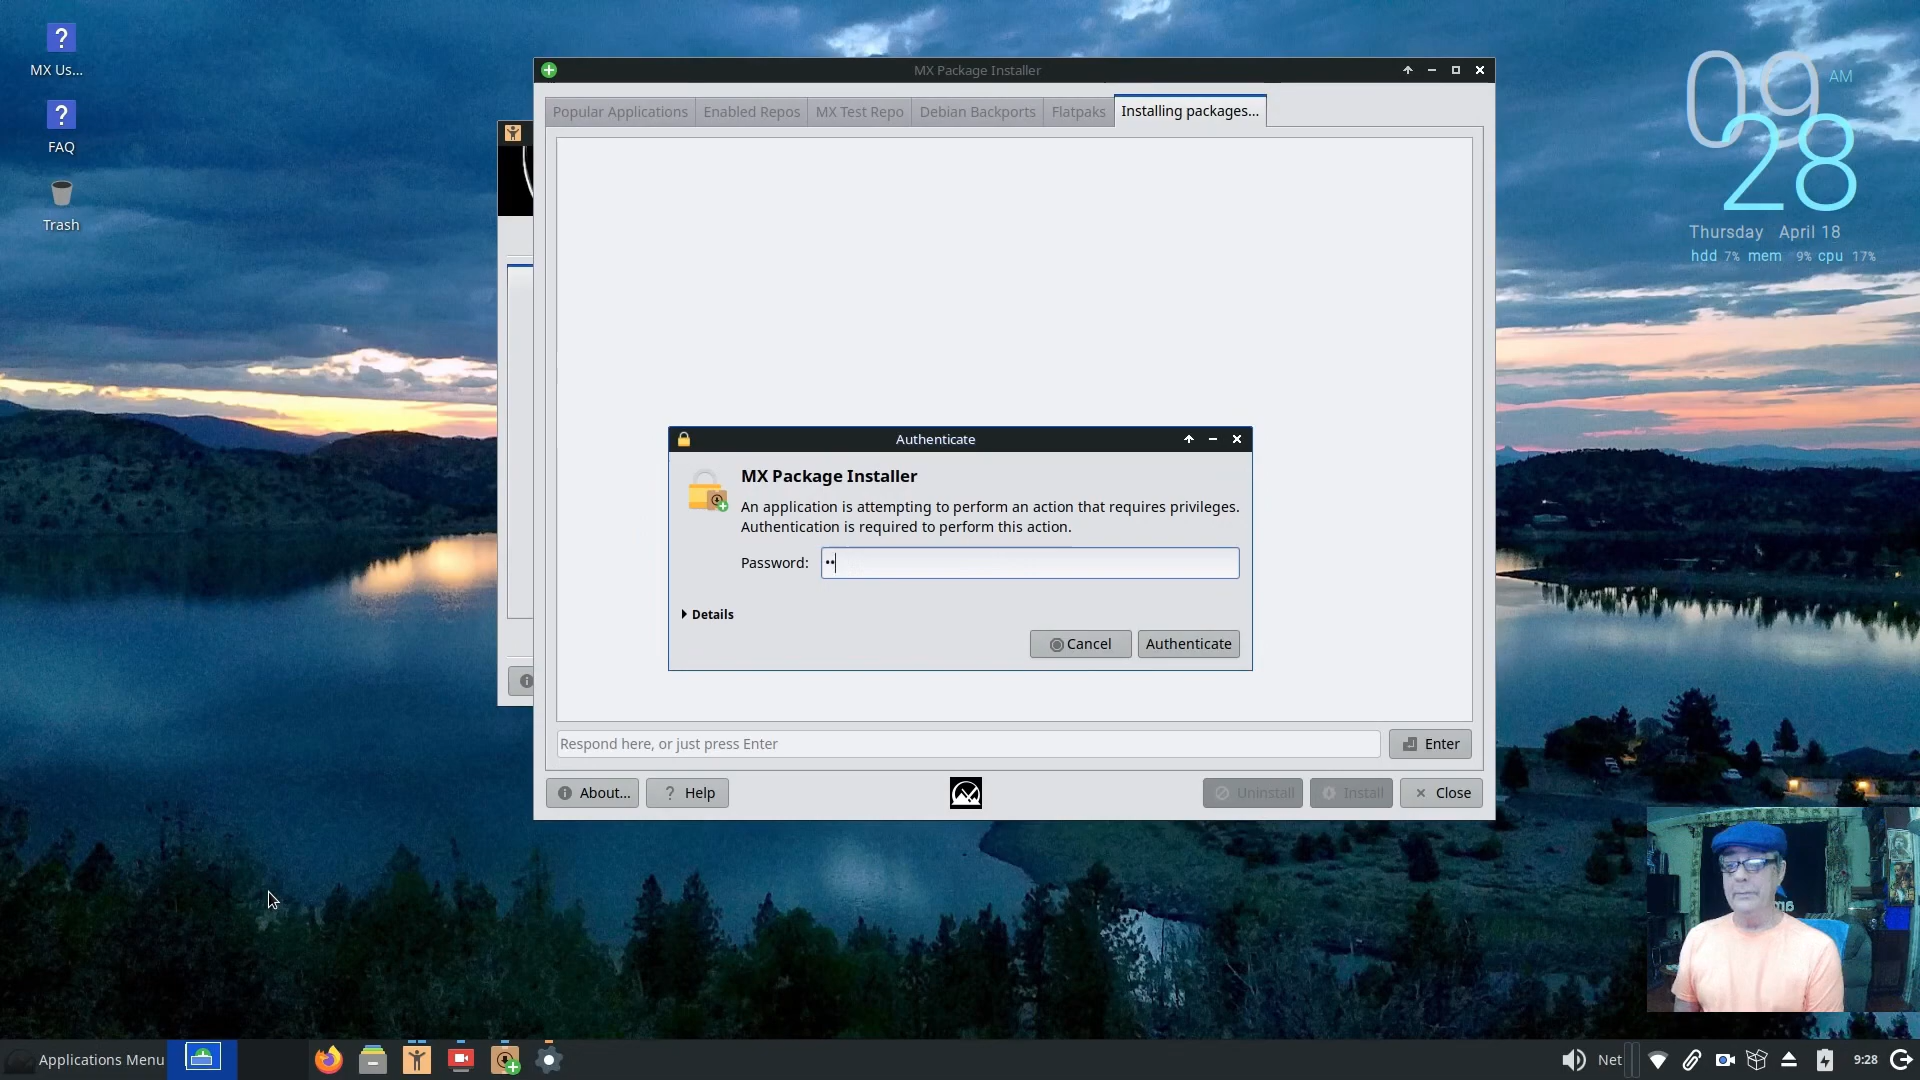 MX Us...
FAQ
Trash
MX Package Installer
Popular Applications
Enabled Repos
MX Test Repo
Debian Backports
Flatpaks
Installing packages...
09 AM
28
Thursday April 18
hdd 7% mem 9% cpu 17%
Authenticate
MX Package Installer
An application is attempting to perform an action that requires privileges.
Authentication is required to perform this action.
Password: ••
Details
Cancel
Authenticate
Respond here, or just press Enter
Enter
About...
Help
Uninstall
Install
Close
Applications Menu
Net
9:28